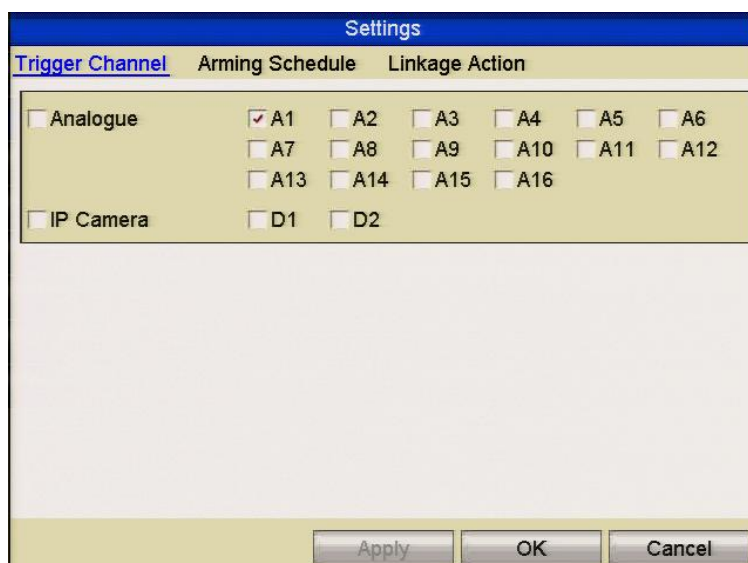 Settings
Trigger Channel Arming Schedule Linkage Action
Analogue A1 A2 A3 A4 A5 A6
A7 A8 A9 A10 A11 A12
A13 A14 A15 A16
IP Camera D1 D2
Apply OK Cancel